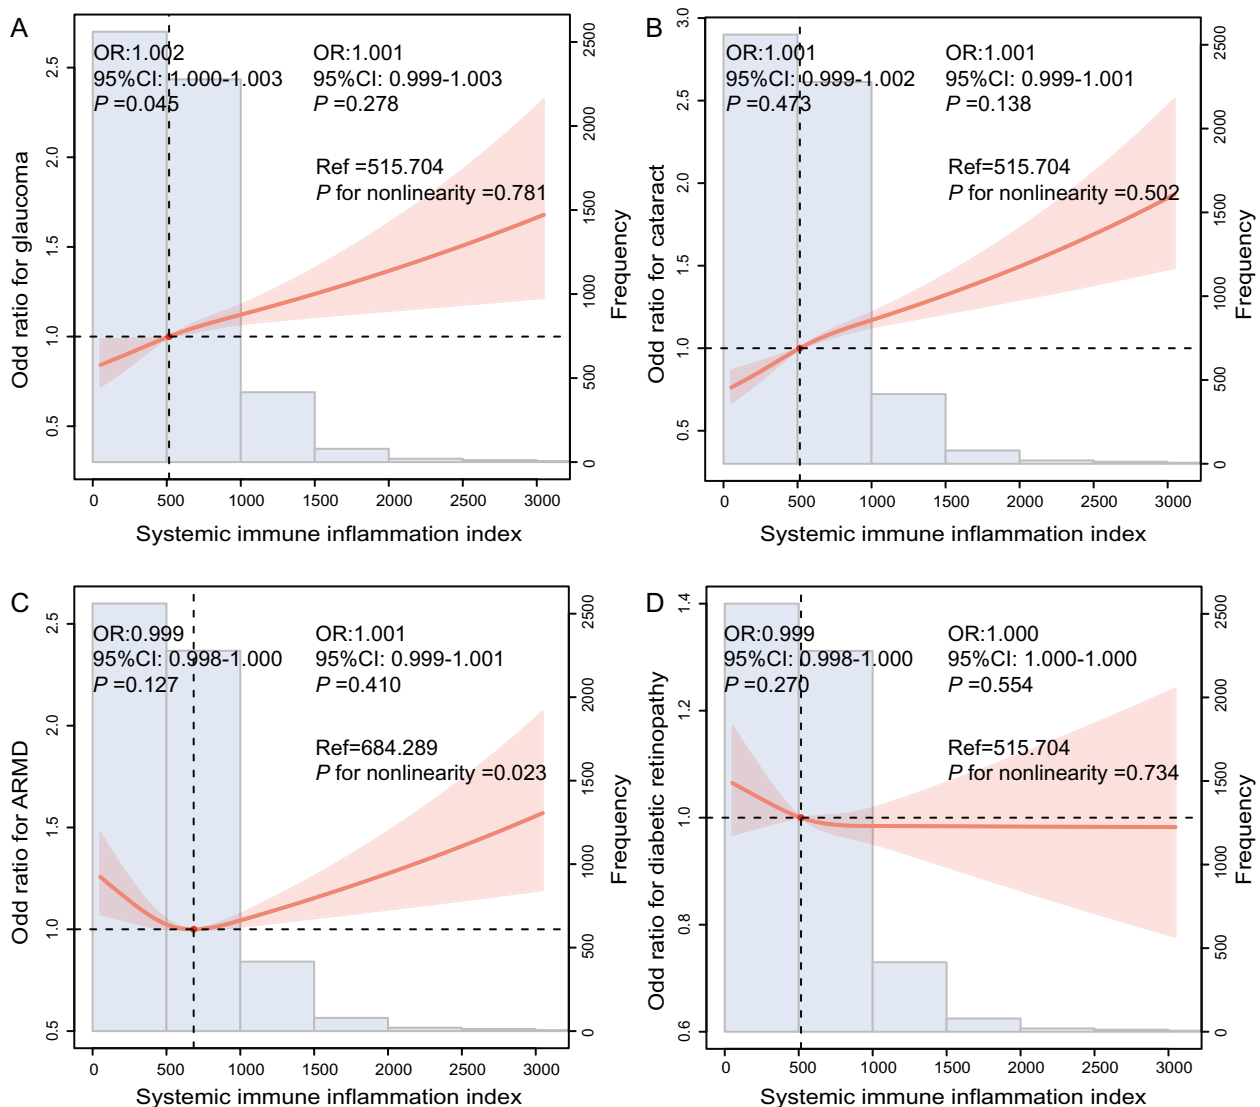 A
OR:1.002
95%CI: 1.000-1.003
P =0.045
OR:1.001
95%CI: 0.999-1.003
P =0.278
Ref =515.704
P for nonlinearity =0.781
Odd ratio for glaucoma
0.5
1.0
1.5
2.0
2.5
Frequency
0
500
1000
1500
2000
2500
0 500 1000 1500 2000 2500 3000
Systemic immune inflammation index
B
OR:1.001
95%CI: 0.999-1.002
P =0.473
OR:1.001
95%CI: 0.999-1.001
P =0.138
Ref=515.704
P for nonlinearity =0.502
Odd ratio for cataract
0.5
1.0
1.5
2.0
2.5
3.0
Frequency
0
500
1000
1500
2000
2500
0 500 1000 1500 2000 2500 3000
Systemic immune inflammation index
C
OR:0.999
95%CI: 0.998-1.000
P =0.127
OR:1.001
95%CI: 0.999-1.001
P =0.410
Ref=684.289
P for nonlinearity =0.023
Odd ratio for ARMD
0.5
1.0
1.5
2.0
2.5
Frequency
0
500
1000
1500
2000
2500
0 500 1000 1500 2000 2500 3000
Systemic immune inflammation index
D
OR:0.999
95%CI: 0.998-1.000
P =0.270
OR:1.000
95%CI: 1.000-1.000
P =0.554
Ref=515.704
P for nonlinearity =0.734
Odd ratio for diabetic retinopathy
0.6
0.8
1.0
1.2
1.4
Frequency
0
500
1000
1500
2000
2500
0 500 1000 1500 2000 2500 3000
Systemic immune inflammation index